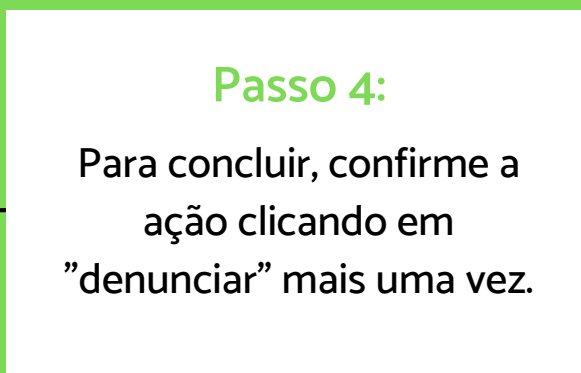 Passo 4:
Para concluir, confirme a
ação clicando em
”denunciar” mais uma vez.